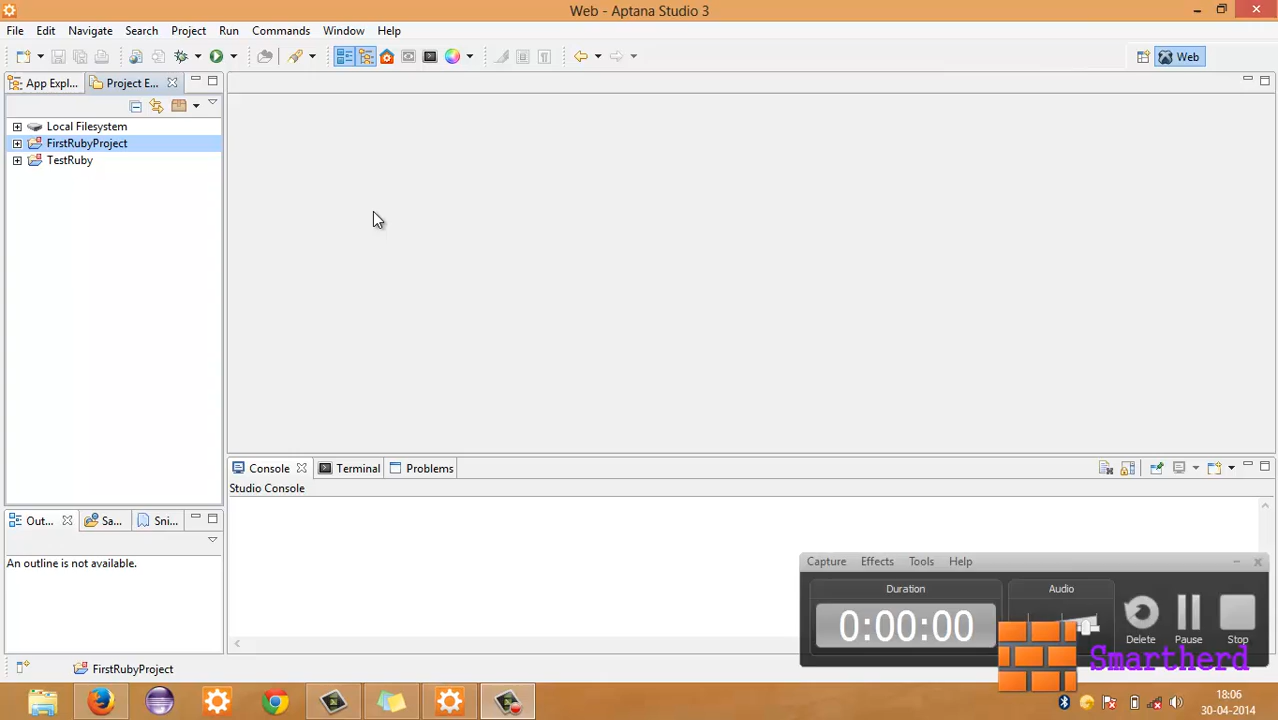 Web - Aptana Studio 3
File Edit Navigate Search Project Run Commands Window Help
Web
App Expl... Project E...
Local Filesystem
FirstRubyProject
TestRuby
Console Terminal Problems
Studio Console
Out... Sa... Sni...
An outline is not available.
Capture Effects Tools Help
Duration Audio
0:00:00
Delete Pause Stop
Smartherd
FirstRubyProject
18:06
30-04-2014